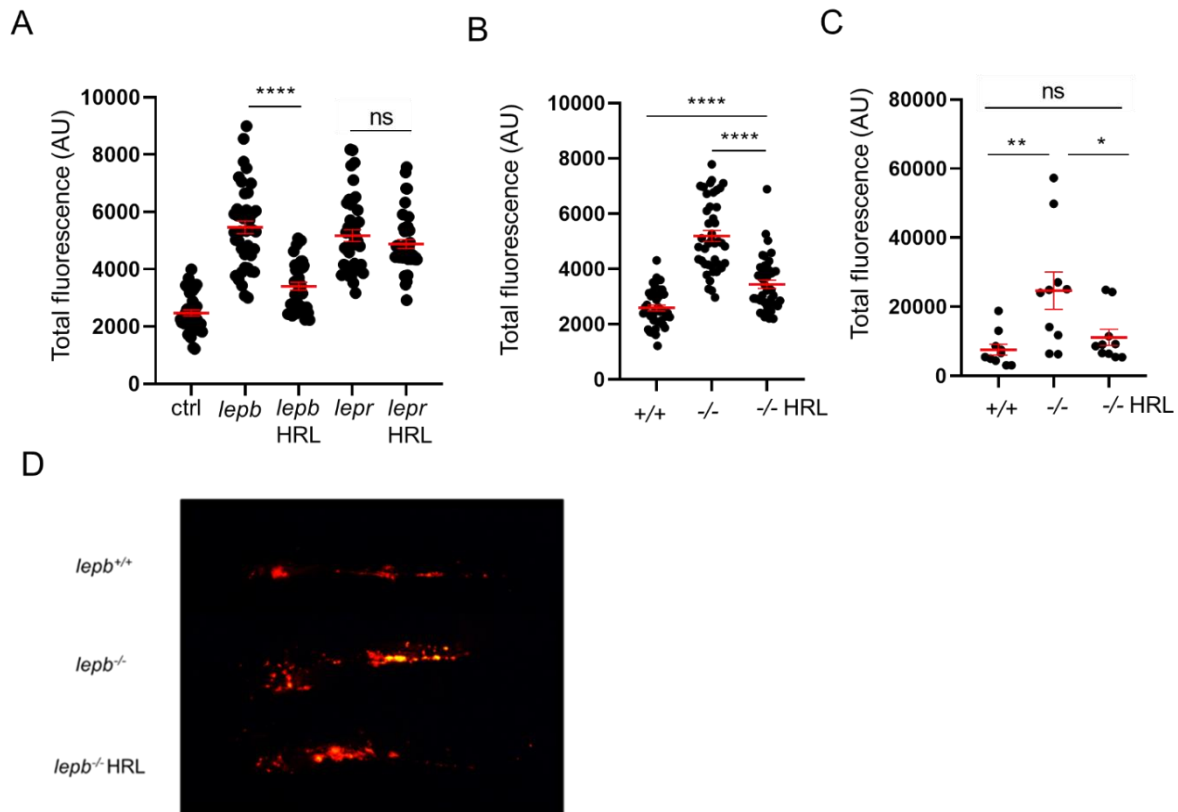 A
Total fluorescence (AU)
10000
8000
6000
4000
2000
0
****
ns
ctrl
lepb
lepb
HRL
lepr
lepr
HRL
B
Total fluorescence (AU)
10000
8000
6000
4000
2000
0
****
****
+/+
-/-
-/- HRL
C
Total fluorescence (AU)
80000
60000
40000
20000
0
ns
**
*
+/+
-/-
-/- HRL
D
lepb+/+
lepb-/-
lepb-/- HRL